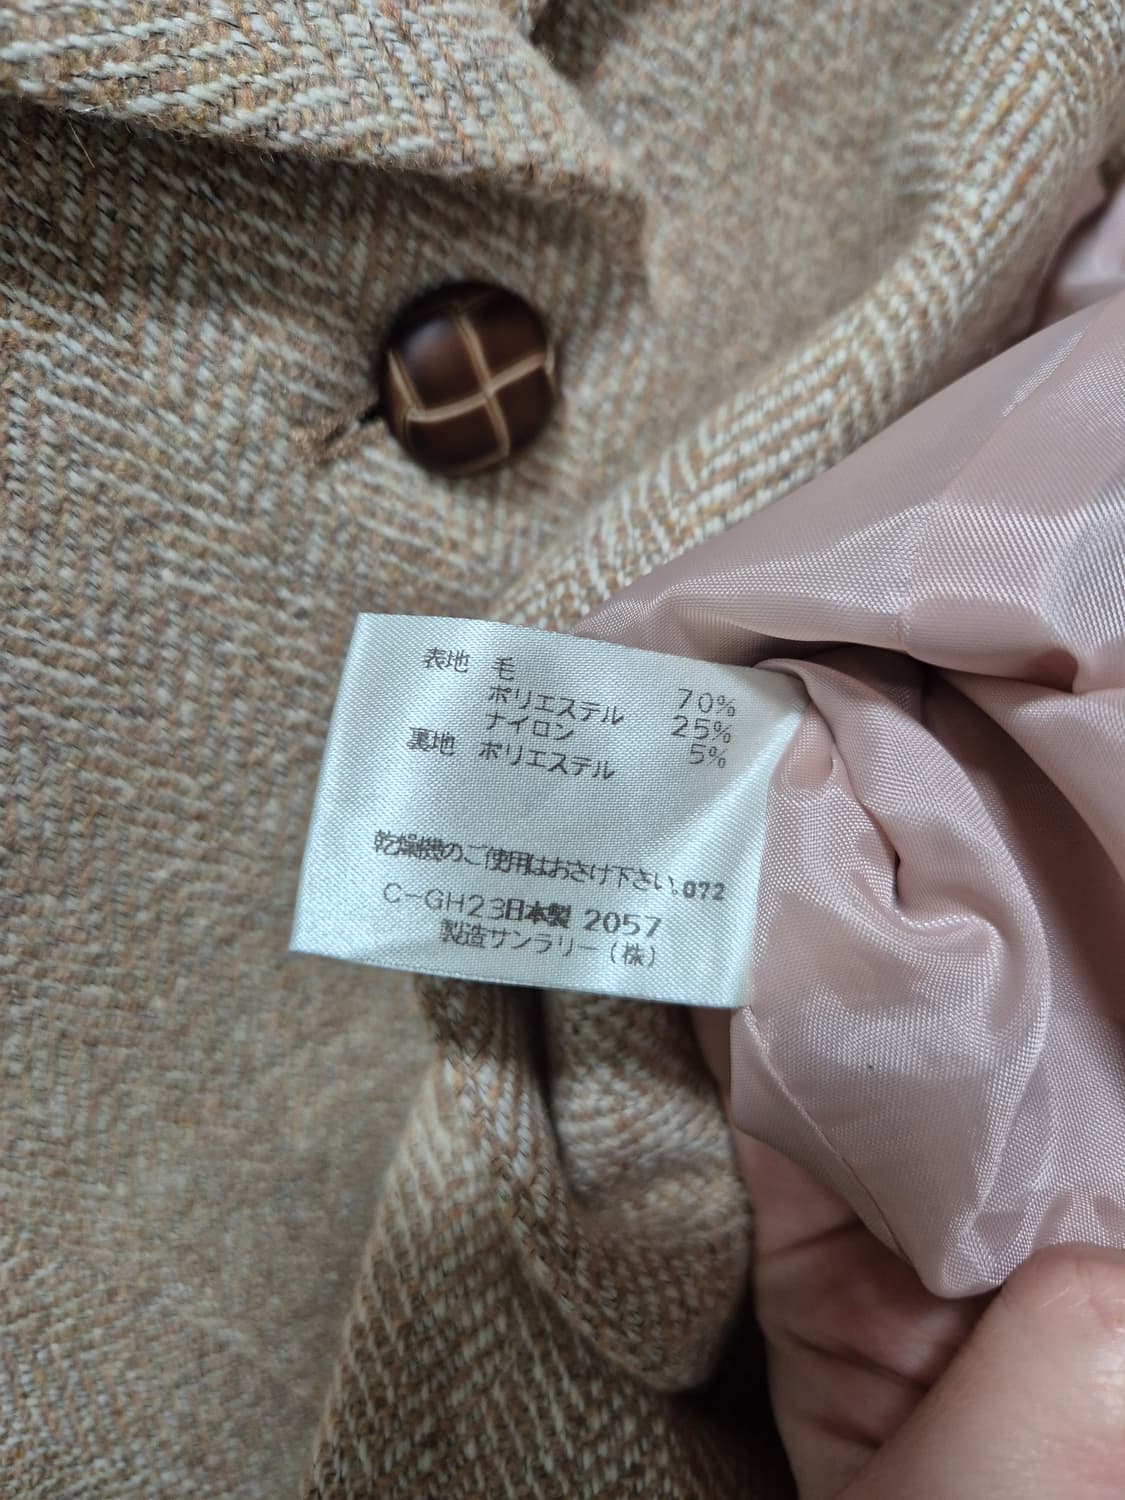 表地 毛 70%
ポリエステル 25%
ナイロン 5%
裏地 ポリエステル
乾燥機のご使用はおさけ下さい.072
C-GH23日本製 2057
製造サンラリー(株)